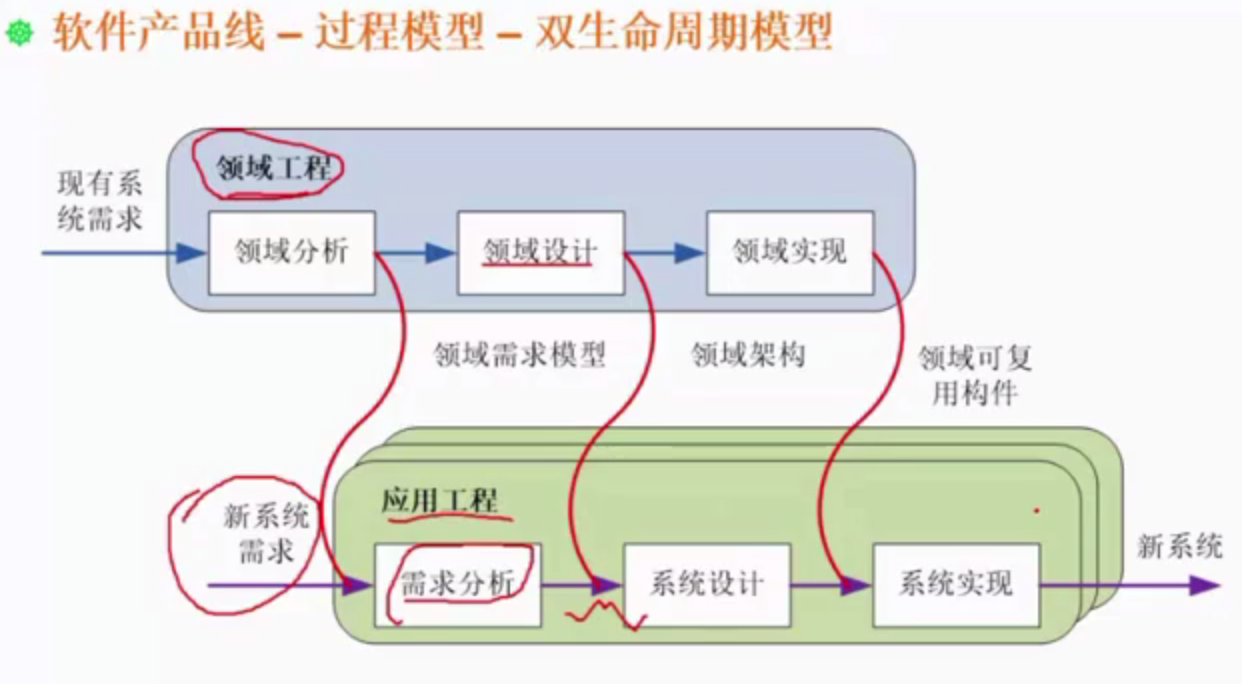 软件产品线 – 过程模型 – 双生命周期模型
领域工程
现有系
统需求
领域分析
领域设计
领域实现
领域需求模型
领域架构
领域可复
用构件
应用工程
新系统
需求
需求分析
系统设计
系统实现
新系统